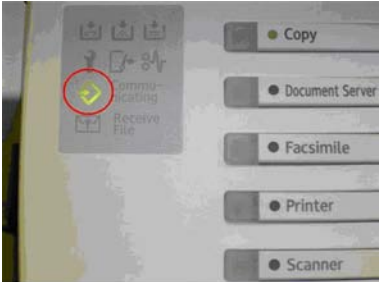 Copy
Document Server
Commu-
nicating
Facsimile
Receive
File
Printer
Scanner